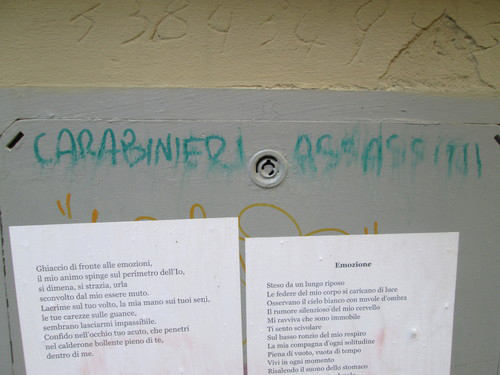 CARABINIERI ASSASSINI
Ghiaccio di fronte alle emozioni,
il mio animo spinge sul perimetro dell'Io,
si dimena, si strazia, urla
sconvolto dal mio essere muto.
Lacrime sul tuo volto, la mia mano sui tuoi seni,
le tue carezze sulle guance,
sembrano lasciarmi impassibile.
Confido nell'occhio tuo acuto, che penetri
nel calderone bollente pieno di te,
dentro di me.
Emozione
Steso da un lungo riposo
Le federe del mio corpo si caricano di luce
Osservano il cielo bianco con nuvole d'ombra
Il rumore silenzioso del mio cervello
Mi ravviva che sono immobile
Ti sento scivolare
Sul basso ronzio del mio respiro
La mia compagna d'ogni solitudine
Piena di vuoto, vuota di tempo
Vivi in ogni momento
Risalendo il suono dello stomaco